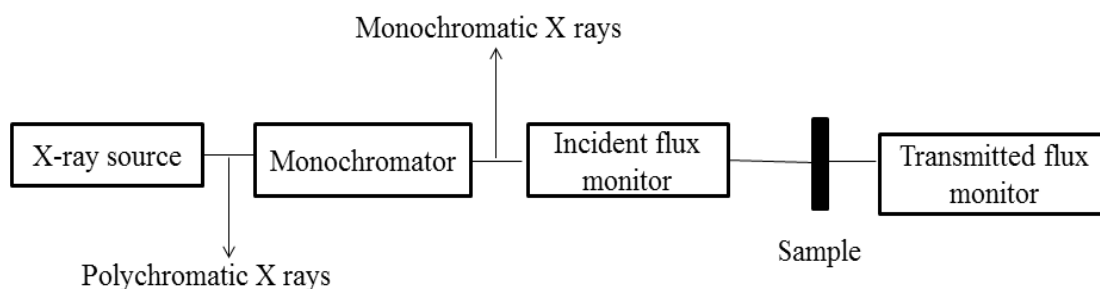 Monochromatic X rays
X-ray source
Monochromator
Incident flux
monitor
Transmitted flux
monitor
Sample
Polychromatic X rays